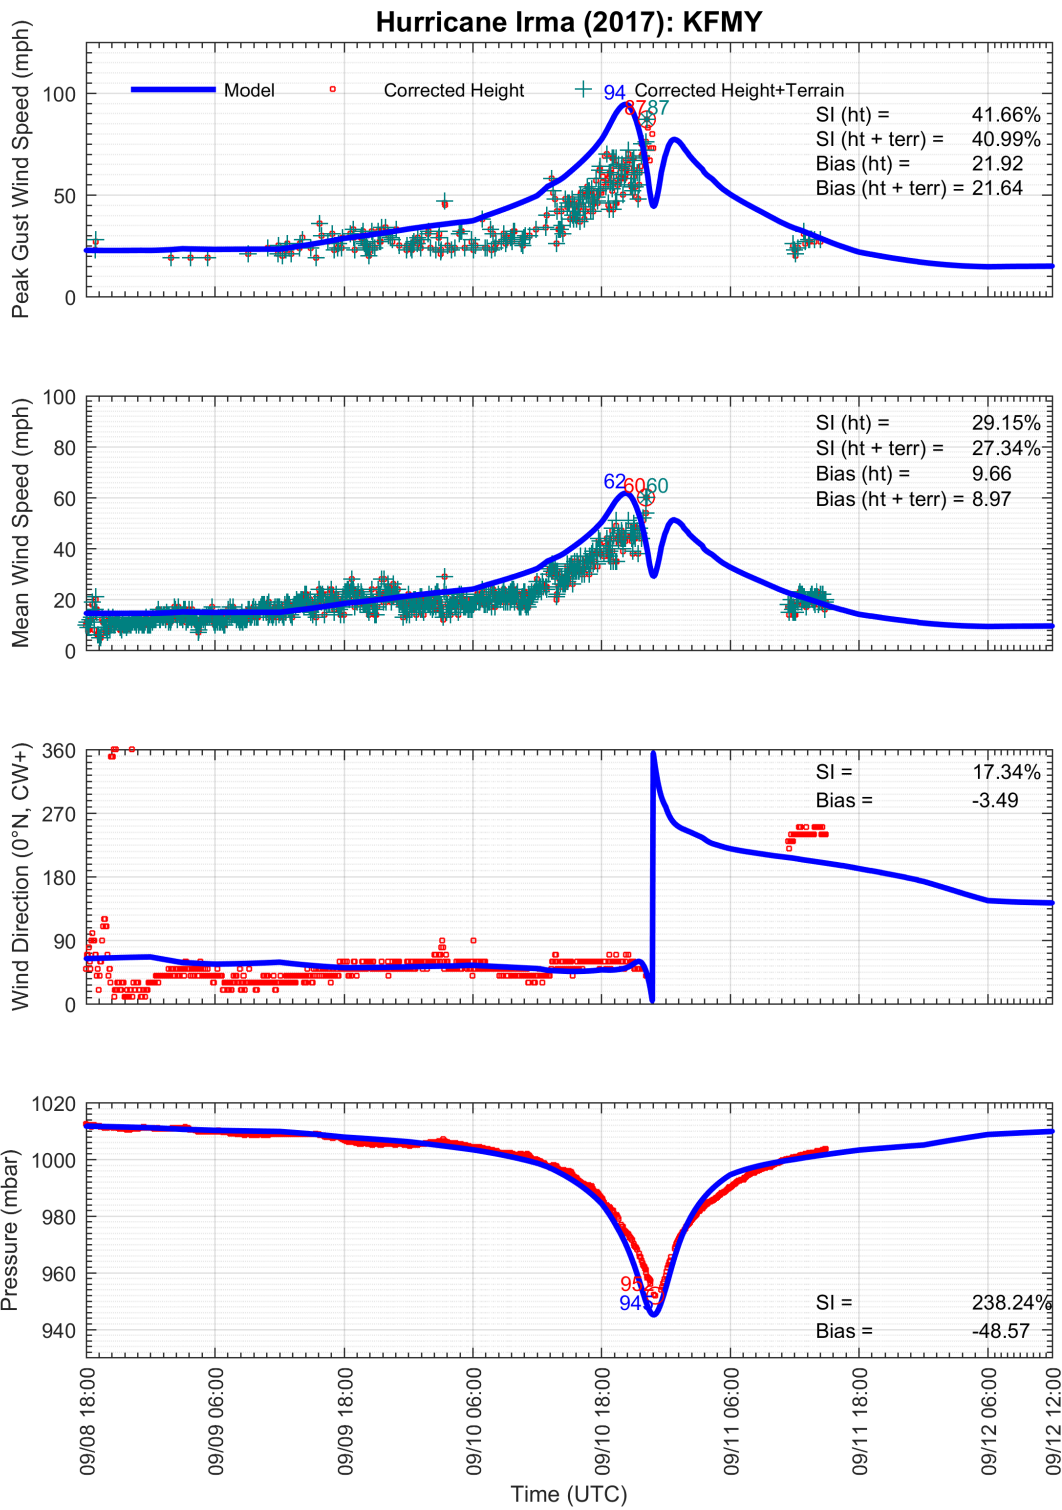 Hurricane Irma (2017): KFMY
Peak Gust Wind Speed (mph)
100
50
0
Model
Corrected Height
Corrected Height+Terrain
94
87
87
SI (ht) = 41.66%
SI (ht + terr) = 40.99%
Bias (ht) = 21.92
Bias (ht + terr) = 21.64
Mean Wind Speed (mph)
100
80
60
40
20
0
62
60
60
SI (ht) = 29.15%
SI (ht + terr) = 27.34%
Bias (ht) = 9.66
Bias (ht + terr) = 8.97
Wind Direction (0°N, CW+)
360
270
180
90
0
SI = 17.34%
Bias = -3.49
Pressure (mbar)
1020
1000
980
960
940
SI = 238.24%
Bias = -48.57
09/08 18:00
09/09 06:00
09/09 18:00
09/10 06:00
09/10 18:00
09/11 06:00
09/11 18:00
09/12 06:00
09/12 12:00
Time (UTC)